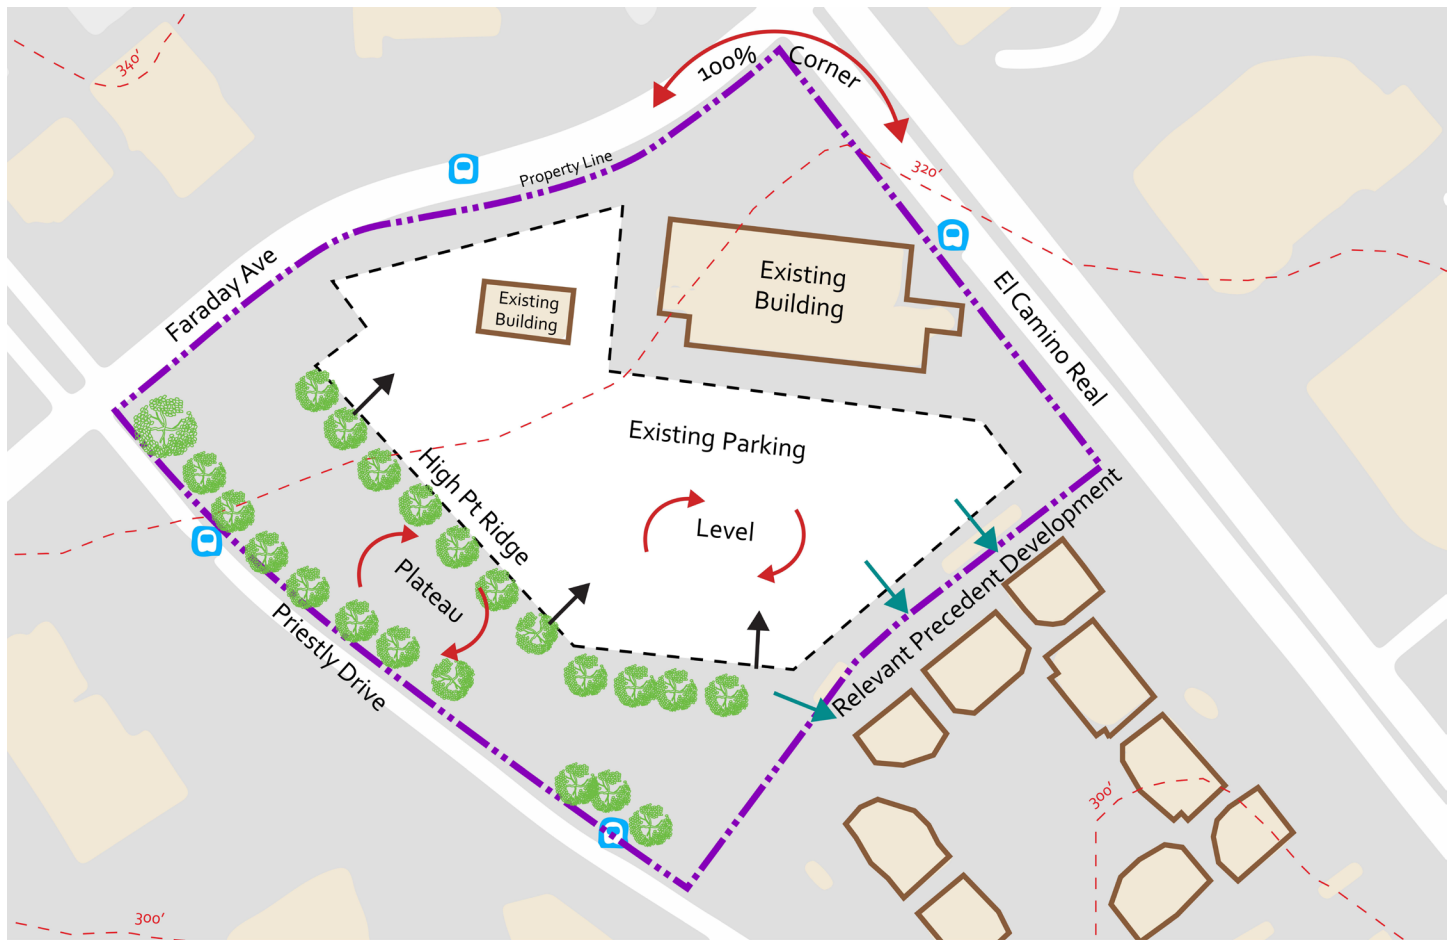 340'
100%
Corner
Property Line
320'
Faraday Ave
Existing
Building
Existing
Building
El Camino Real
Existing Parking
High Pt Ridge
Level
Plateau
Relevant Precedent Development
Priestly Drive
300'
300'